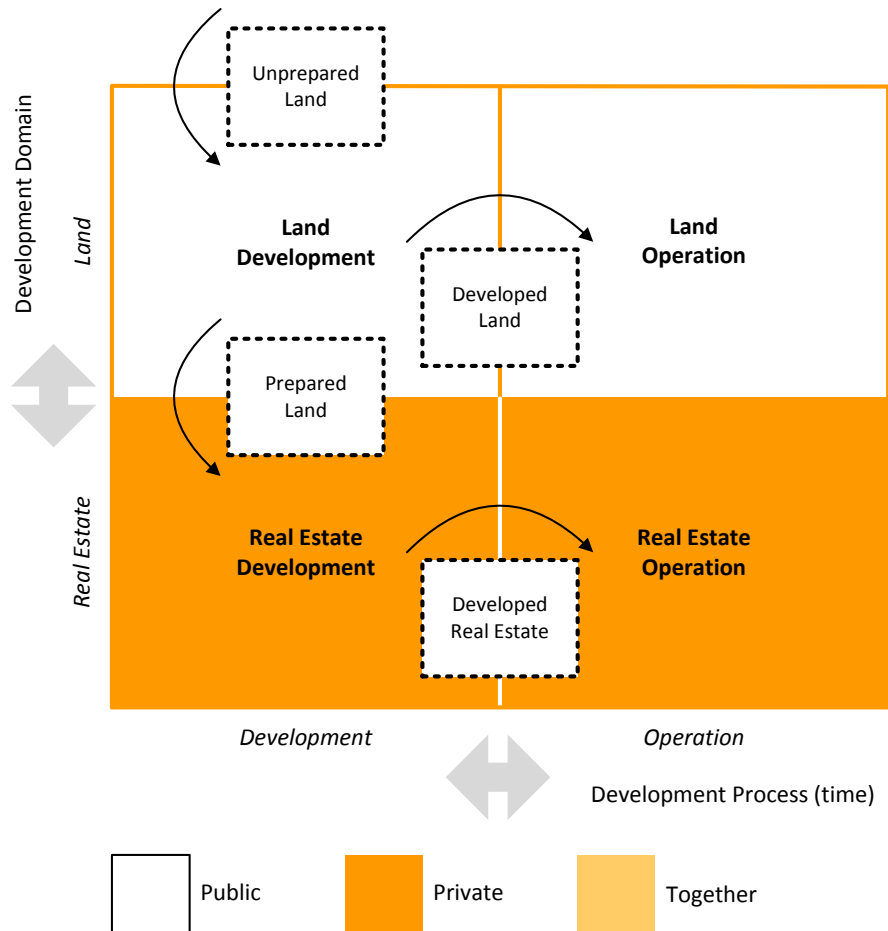 Unprepared
Land
Development Domain
Land
Land
Development
Land
Operation
Developed
Land
Prepared
Land
Real Estate
Real Estate
Development
Real Estate
Operation
Developed
Real Estate
Development
Operation
Development Process (time)
Public
Private
Together